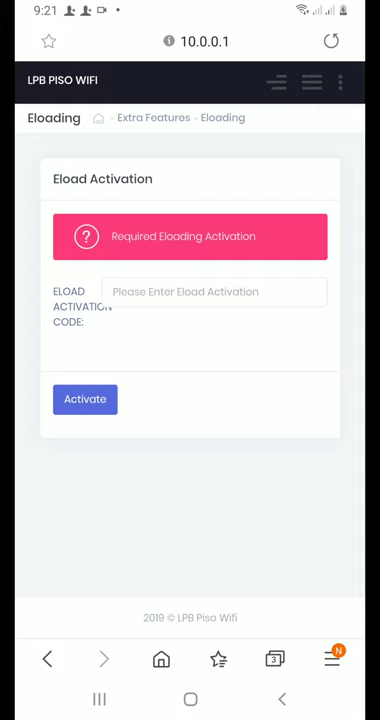 9:21
10.0.0.1
LPB PISO WIFI
Eloading
Extra Features
Eloading
Eload Activation
? Required Eloading Activation
ELOAD
ACTIVATION
CODE:
Please Enter Eload Activation
Activate
2019 © LPB Piso Wifi
3
N